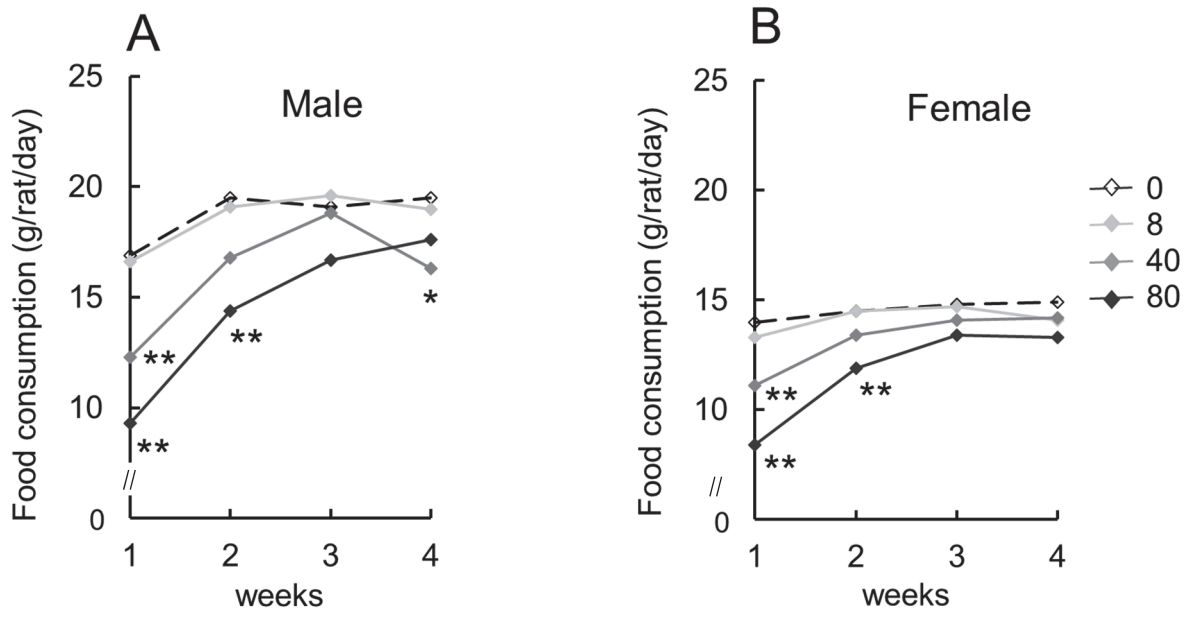 A
Male
Food consumption (g/rat/day)
25
20
15
10
//
0
**
**
**
*
1 2 3 4
weeks
B
Female
Food consumption (g/rat/day)
25
20
15
10
//
0
**
**
**
1 2 3 4
weeks
0
8
40
80